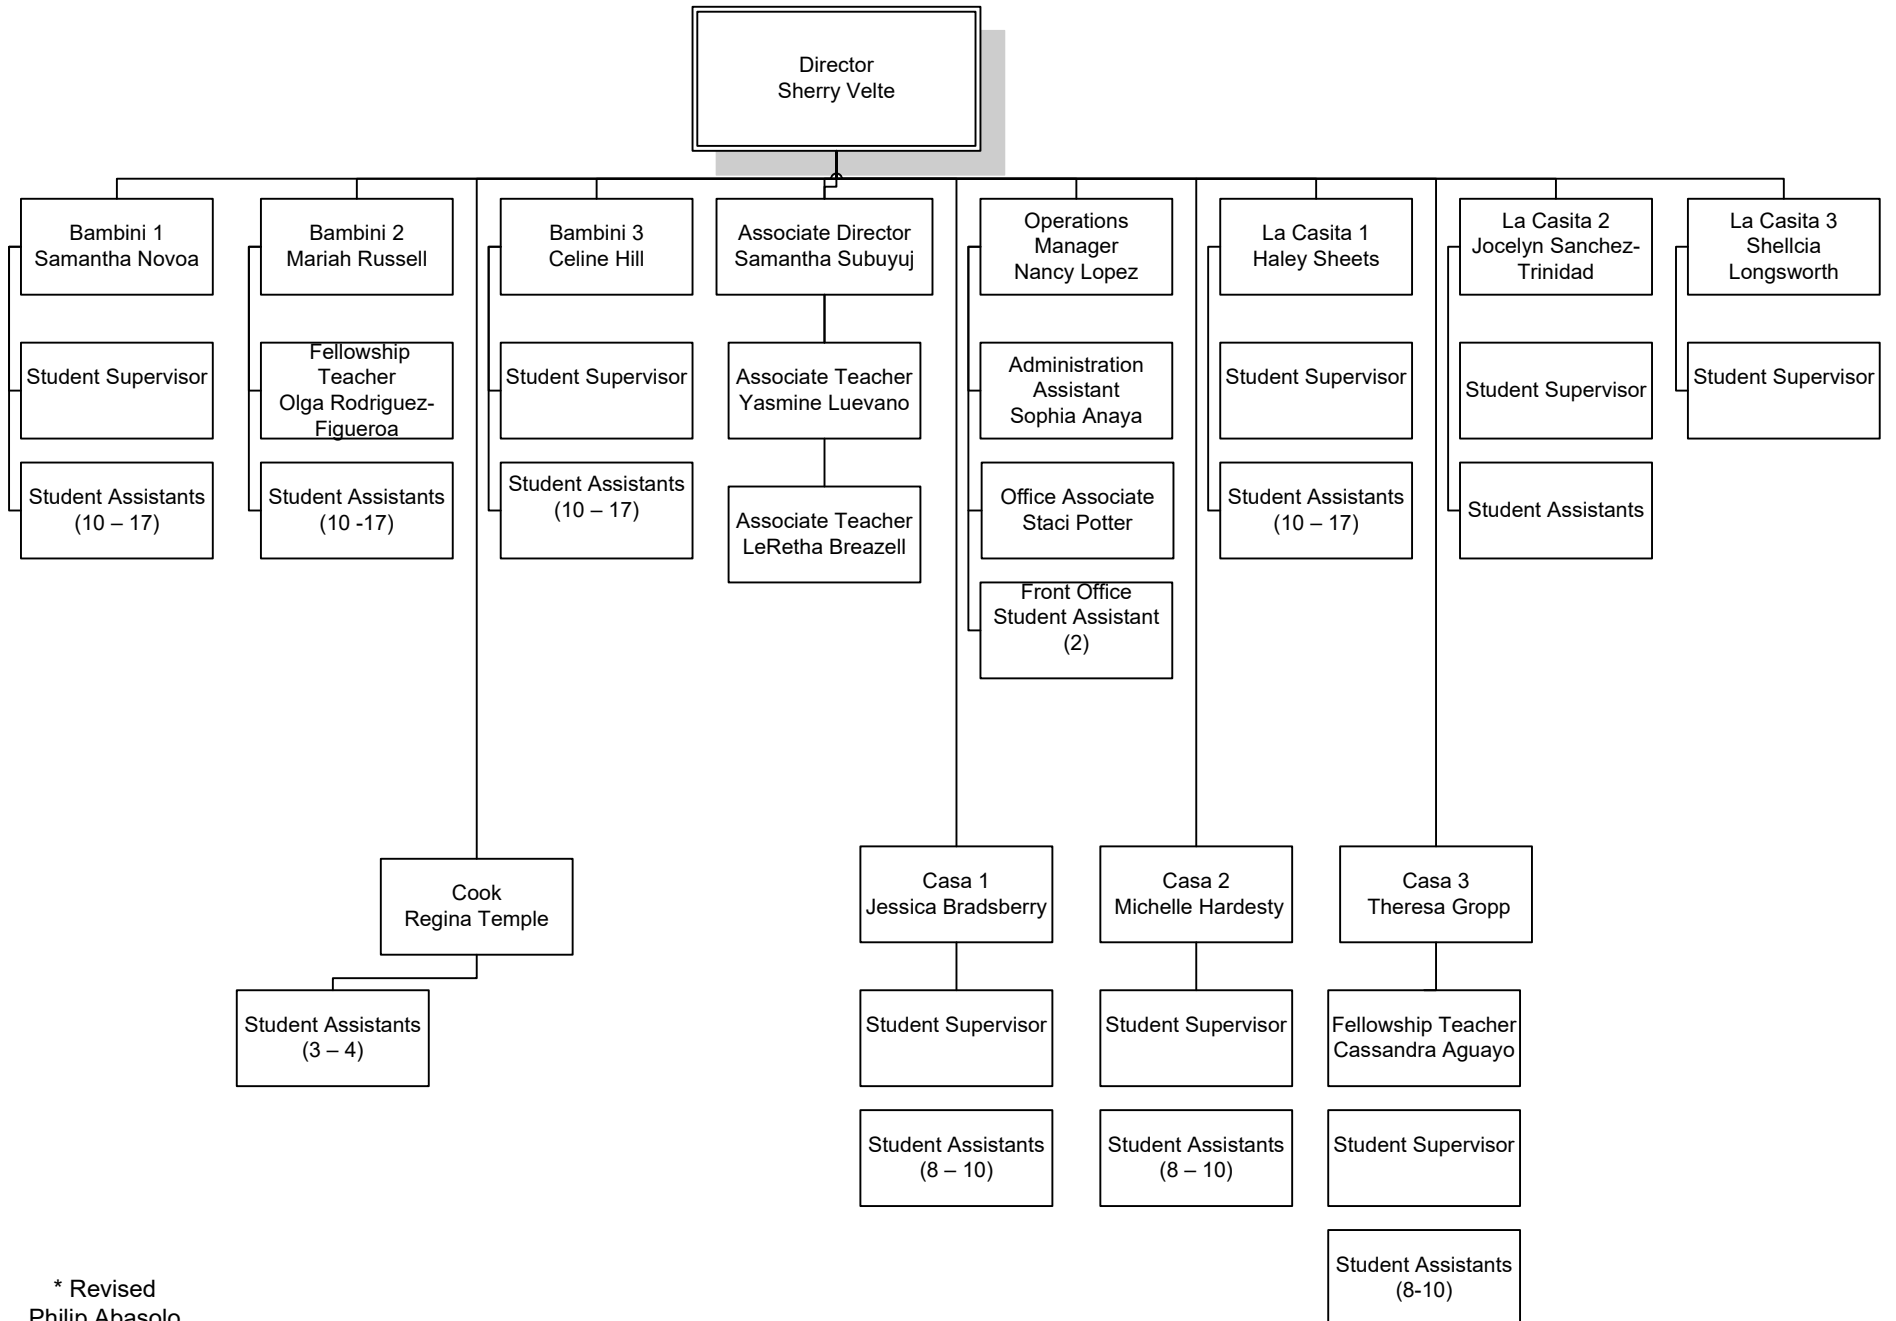 Director
Sherry Velte
Bambini 1
Samantha Novoa
Bambini 2
Mariah Russell
Bambini 3
Celine Hill
Associate Director
Samantha Subuyuj
Operations
Manager
Nancy Lopez
La Casita 1
Haley Sheets
La Casita 2
Jocelyn Sanchez-
Trinidad
La Casita 3
Shellcia
Longsworth
Student Supervisor
Fellowship
Teacher
Olga Rodriguez-
Figueroa
Student Supervisor
Associate Teacher
Yasmine Luevano
Administration
Assistant
Sophia Anaya
Student Supervisor
Student Supervisor
Student Supervisor
Student Assistants
(10 – 17)
Student Assistants
(10 -17)
Student Assistants
(10 – 17)
Associate Teacher
LeRetha Breazell
Office Associate
Staci Potter
Student Assistants
(10 – 17)
Student Assistants
Front Office
Student Assistant
(2)
Cook
Regina Temple
Casa 1
Jessica Bradsberry
Casa 2
Michelle Hardesty
Casa 3
Theresa Gropp
Student Assistants
(3 – 4)
Student Supervisor
Student Supervisor
Fellowship Teacher
Cassandra Aguayo
Student Assistants
(8 – 10)
Student Assistants
(8 – 10)
Student Supervisor
Student Assistants
(8-10)
* Revised
Philip Abasolo